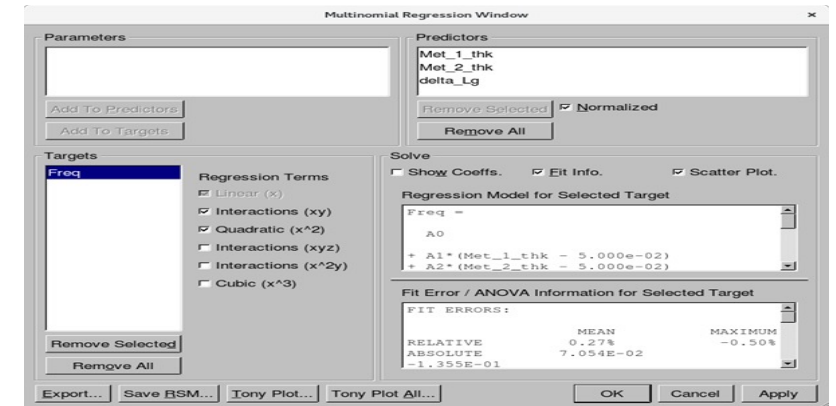 Multinomial Regression Window
Parameters
Add To Predictors
Add To Targets
Predictors
Met_1_thk
Met_2_thk
delta_Lg
Remove Selected
Normalized
Remove All
Targets
Freq
Remove Selected
Remove All
Regression Terms
Linear (x)
Interactions (xy)
Quadratic (x^2)
Interactions (xyz)
Interactions (x^2y)
Cubic (x^3)
Solve
Show Coeffs. Fit Info. Scatter Plot.
Regression Model for Selected Target
Freq =
A0
+ A1*(Met_1_thk - 5.000e-02)
+ A2*(Met_2_thk - 5.000e-02)
Fit Error / ANOVA Information for Selected Target
FIT ERRORS:
MEAN MAXIMUM
RELATIVE 0.27% -0.50%
ABSOLUTE 7.054E-02
-1.355E-01
Export... Save RSM... Tony Plot... Tony Plot All... OK Cancel Apply